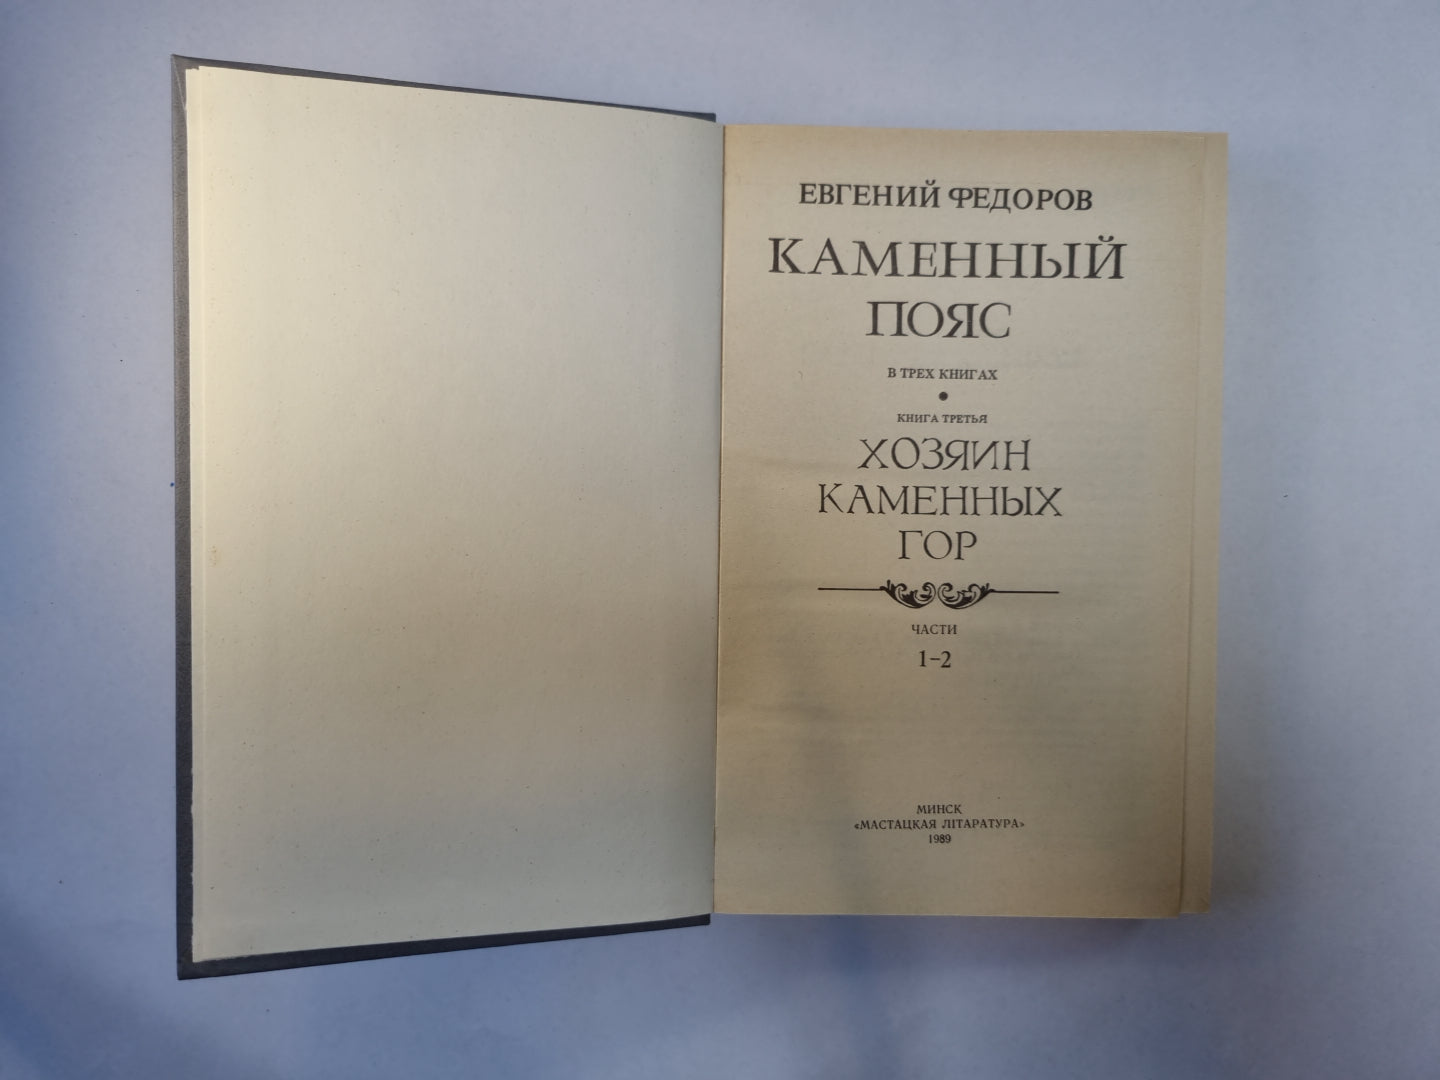 ЕВГЕНИЙ ФЕДОРОВ
КАМЕННЫЙ
ПОЯС
В ТРЕХ КНИГАХ
КНИГА ТРЕТЬЯ
ХОЗЯИН
КАМЕННЫХ
ГОР
ЧАСТИ
1–2
МИНСК
«МАСТАЦКАЯ ЛІТАРАТУРА»
1989